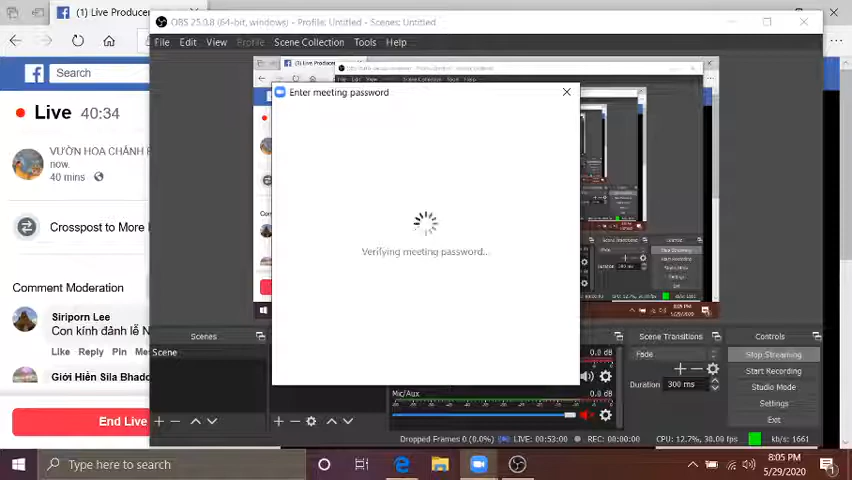 (1) Live Producer
OBS 25.0.8 (64-bit, windows) - Profile: Untitled - Scenes: Untitled
File Edit View Profile Scene Collection Tools Help
Search
Live 40:34
VƯỜN HOA CHÁNH
now.
40 mins
Crosspost to More
Comment Moderation
Siriporn Lee
Con kính đảnh lễ N
Like Reply Pin Me
Giới Hiền Sila Bhado
End Live
Enter meeting password
Verifying meeting password...
Scenes
Scene
0.0 dB
Mic/Aux
0.0 dB
Scene Transitions
Fade
Duration 300 ms
Controls
Stop Streaming
Start Recording
Studio Mode
Settings
Exit
Dropped Frames 0 (0.0%) LIVE: 00:53:00 REC: 00:00:00 CPU: 12.7%, 30.00 fps kb/s: 1661
Type here to search
8:05 PM
5/29/2020
1